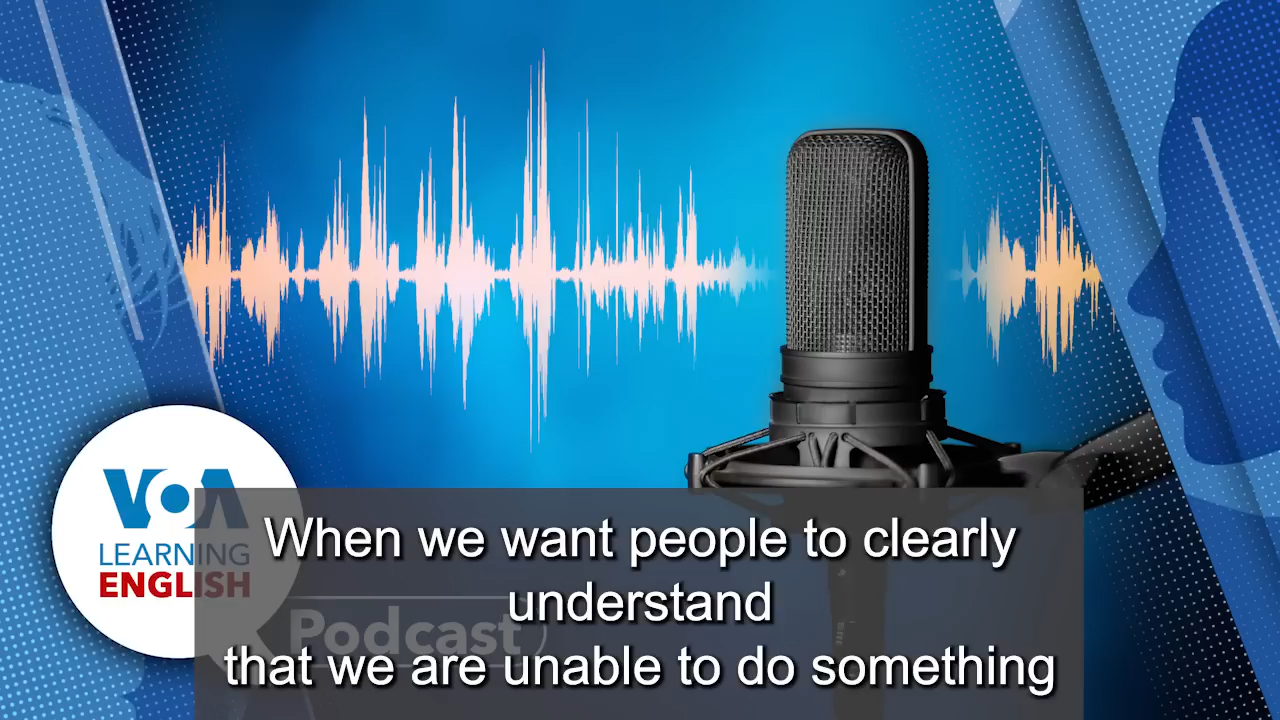 VOA
LEARNING
ENGLISH
Podcast
When we want people to clearly
understand
that we are unable to do something